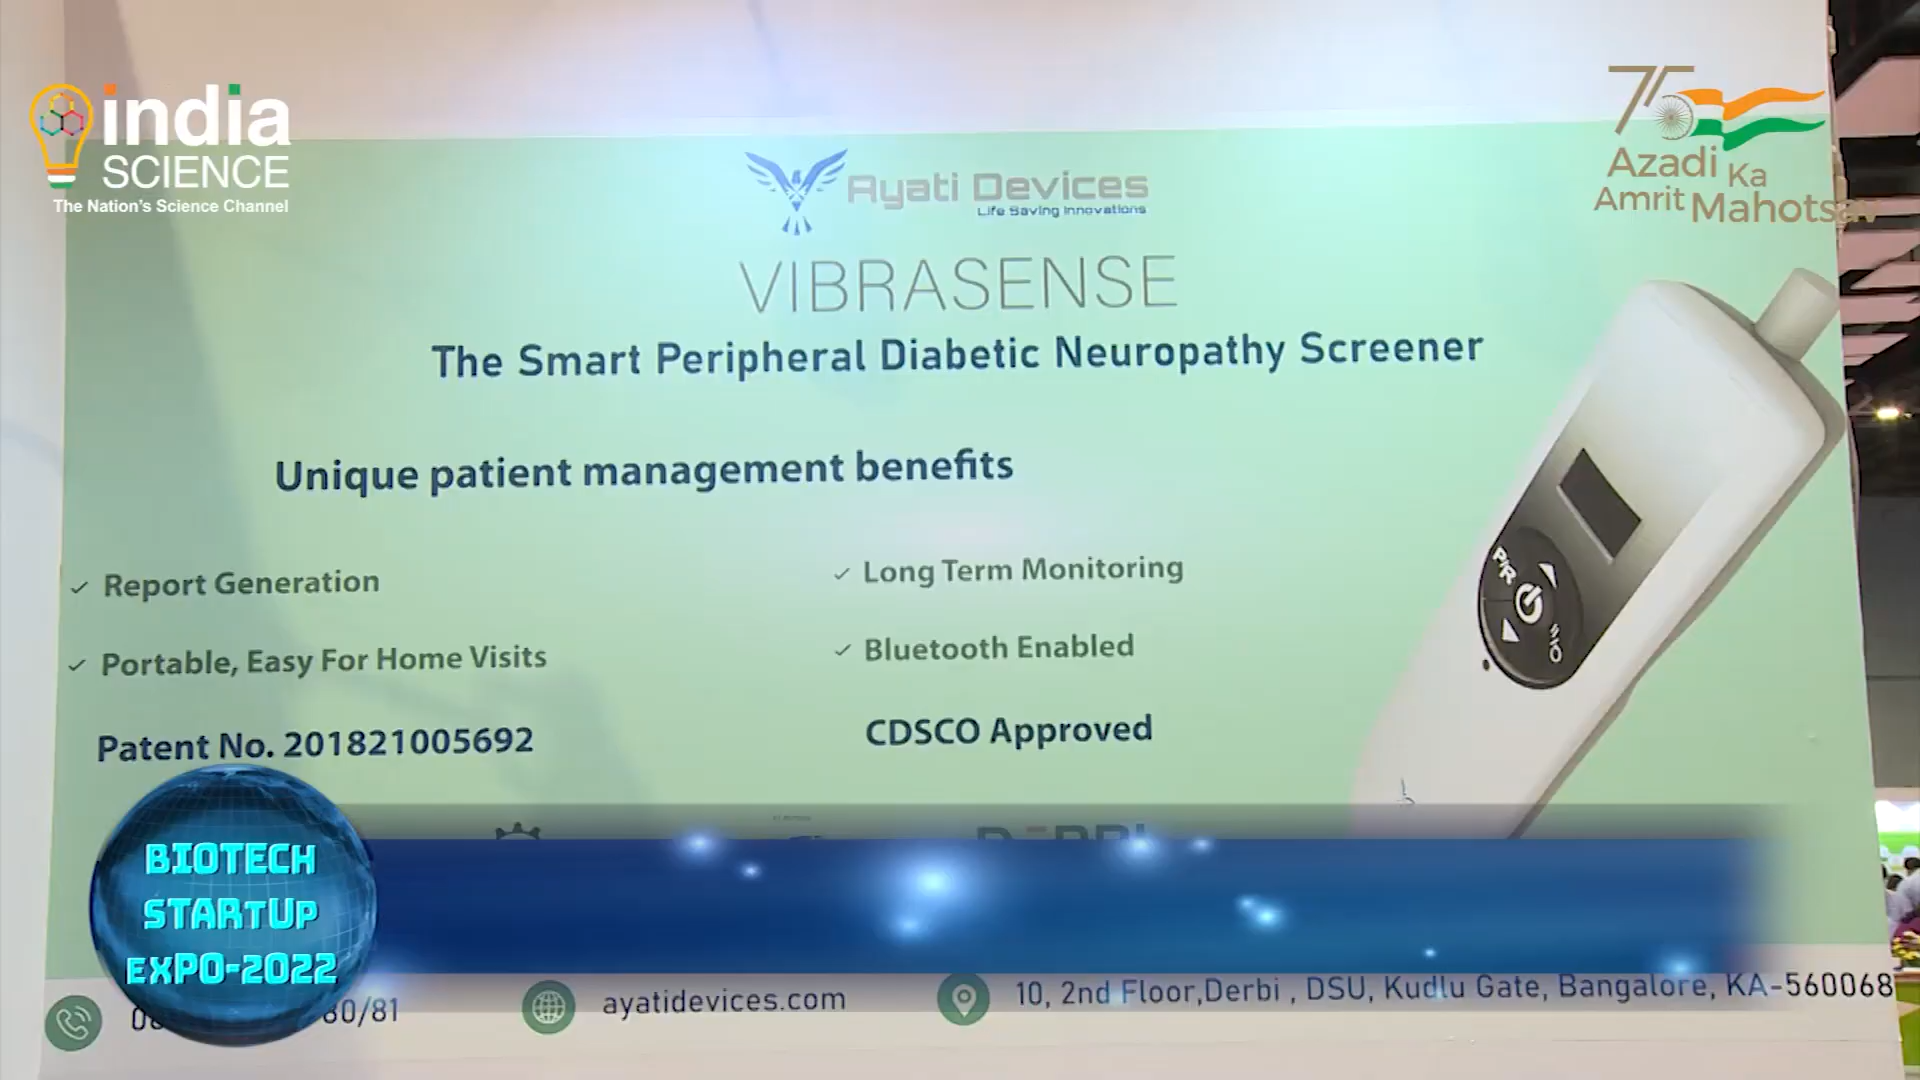 india
SCIENCE
The Nation's Science Channel
75
Azadi Ka
Amrit Mahotsav
Ayati Devices
Life Saving Innovations
VIBRASENSE
The Smart Peripheral Diabetic Neuropathy Screener
Unique patient management benefits
✓ Report Generation
✓ Long Term Monitoring
✓ Portable, Easy For Home Visits
✓ Bluetooth Enabled
Patent No. 201821005692
CDSCO Approved
P/R
BIOTECH
STARTUP
EXPO-2022
80/81
ayatidevices.com
10, 2nd Floor,Derbi , DSU, Kudlu Gate, Bangalore, KA-560068